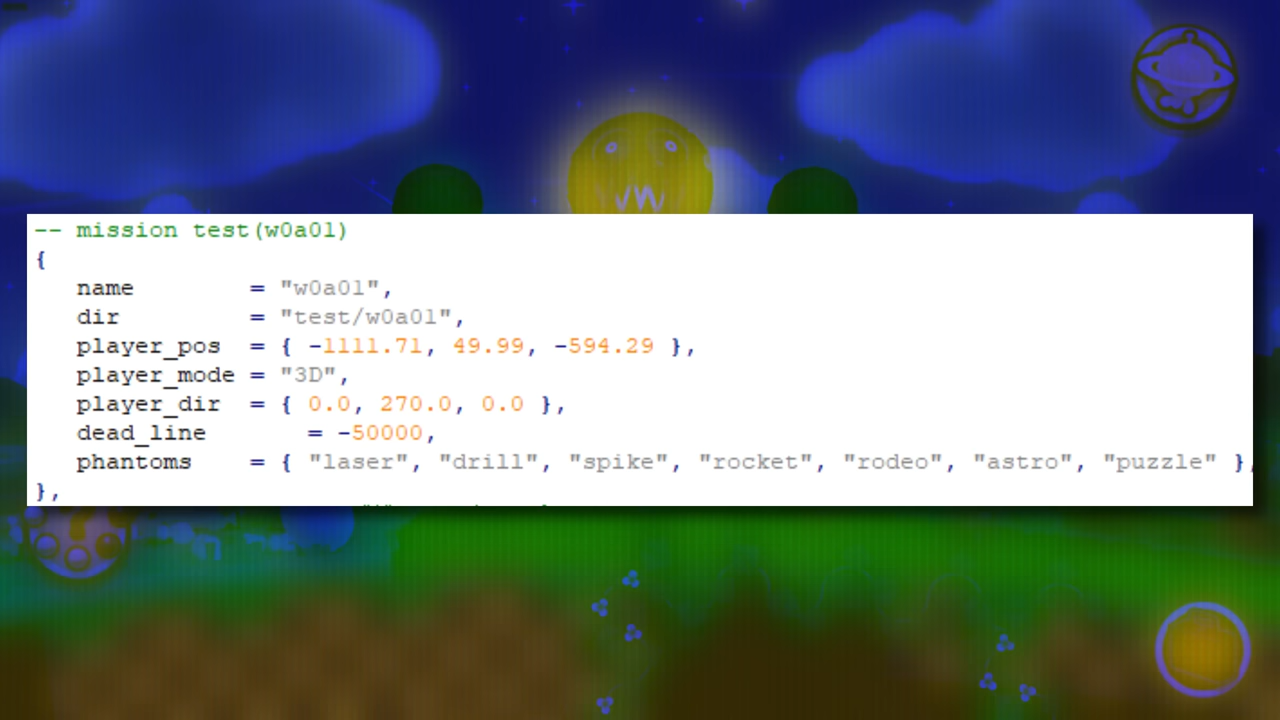 -- mission test(w0a01)
{
name = "w0a01",
dir = "test/w0a01",
player_pos = { -1111.71, 49.99, -594.29 },
player_mode = "3D",
player_dir = { 0.0, 270.0, 0.0 },
dead_line = -50000,
phantoms = { "laser", "drill", "spike", "rocket", "rodeo", "astro", "puzzle" },
},